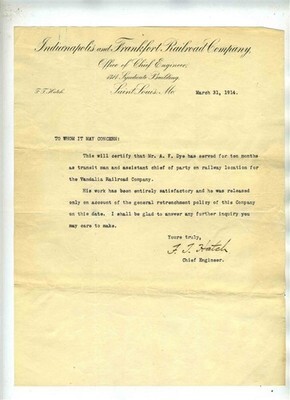 Indianapolis and Frankfort Railroad Company.
Office of Chief Engineer,
1311 Syndicate Building.
F.T. Hatch.
Saint Louis, Mo
March 31, 1914.
TO WHOM IT MAY CONCERN:
This will certify that Mr. A. F. Dye has served for ten months
as transit man and assistant chief of party on railway location for
the Vandalia Railroad Company.
His work has been entirely satisfactory and he was released
only on account of the general retrenchment policy of this Company
on this date. I shall be glad to answer any further inquiry you
may care to make.
Yours truly,
F. T. Hatch
Chief Engineer.